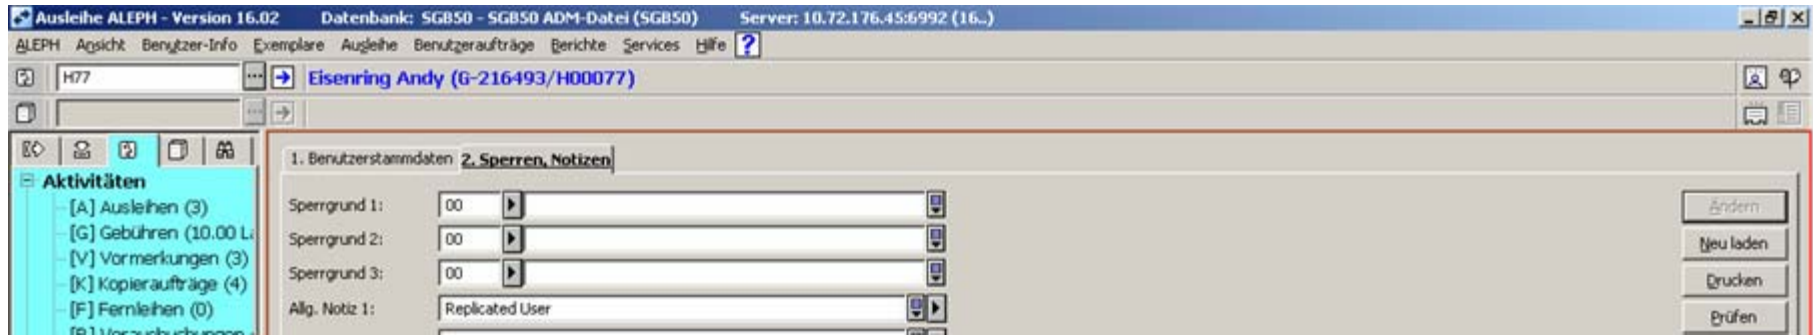 Ausleihe ALEPH - Version 16.02 Datenbank: SGB50 - SGB50 ADM-Datei (SGB50) Server: 10.72.176.45:6992 (16..)
ALEPH Ansicht Benutzer-Info Exemplare Ausleihe Benutzeraufträge Berichte Services Hilfe ?
H77 ... Eisenring Andy (G-216493/H00077)
...
1. Benutzerstammdaten 2. Sperren, Notizen
Aktivitäten
[A] Ausleihen (3)
[G] Gebühren (10.00
[V] Vormerkungen (3)
[K] Kopieraufträge (4)
[F] Fernleihen (0)
Sperrgrund 1: 00
Sperrgrund 2: 00
Sperrgrund 3: 00
Allg. Notiz 1: Replicated User
Ändern
Neu laden
Drucken
Prüfen